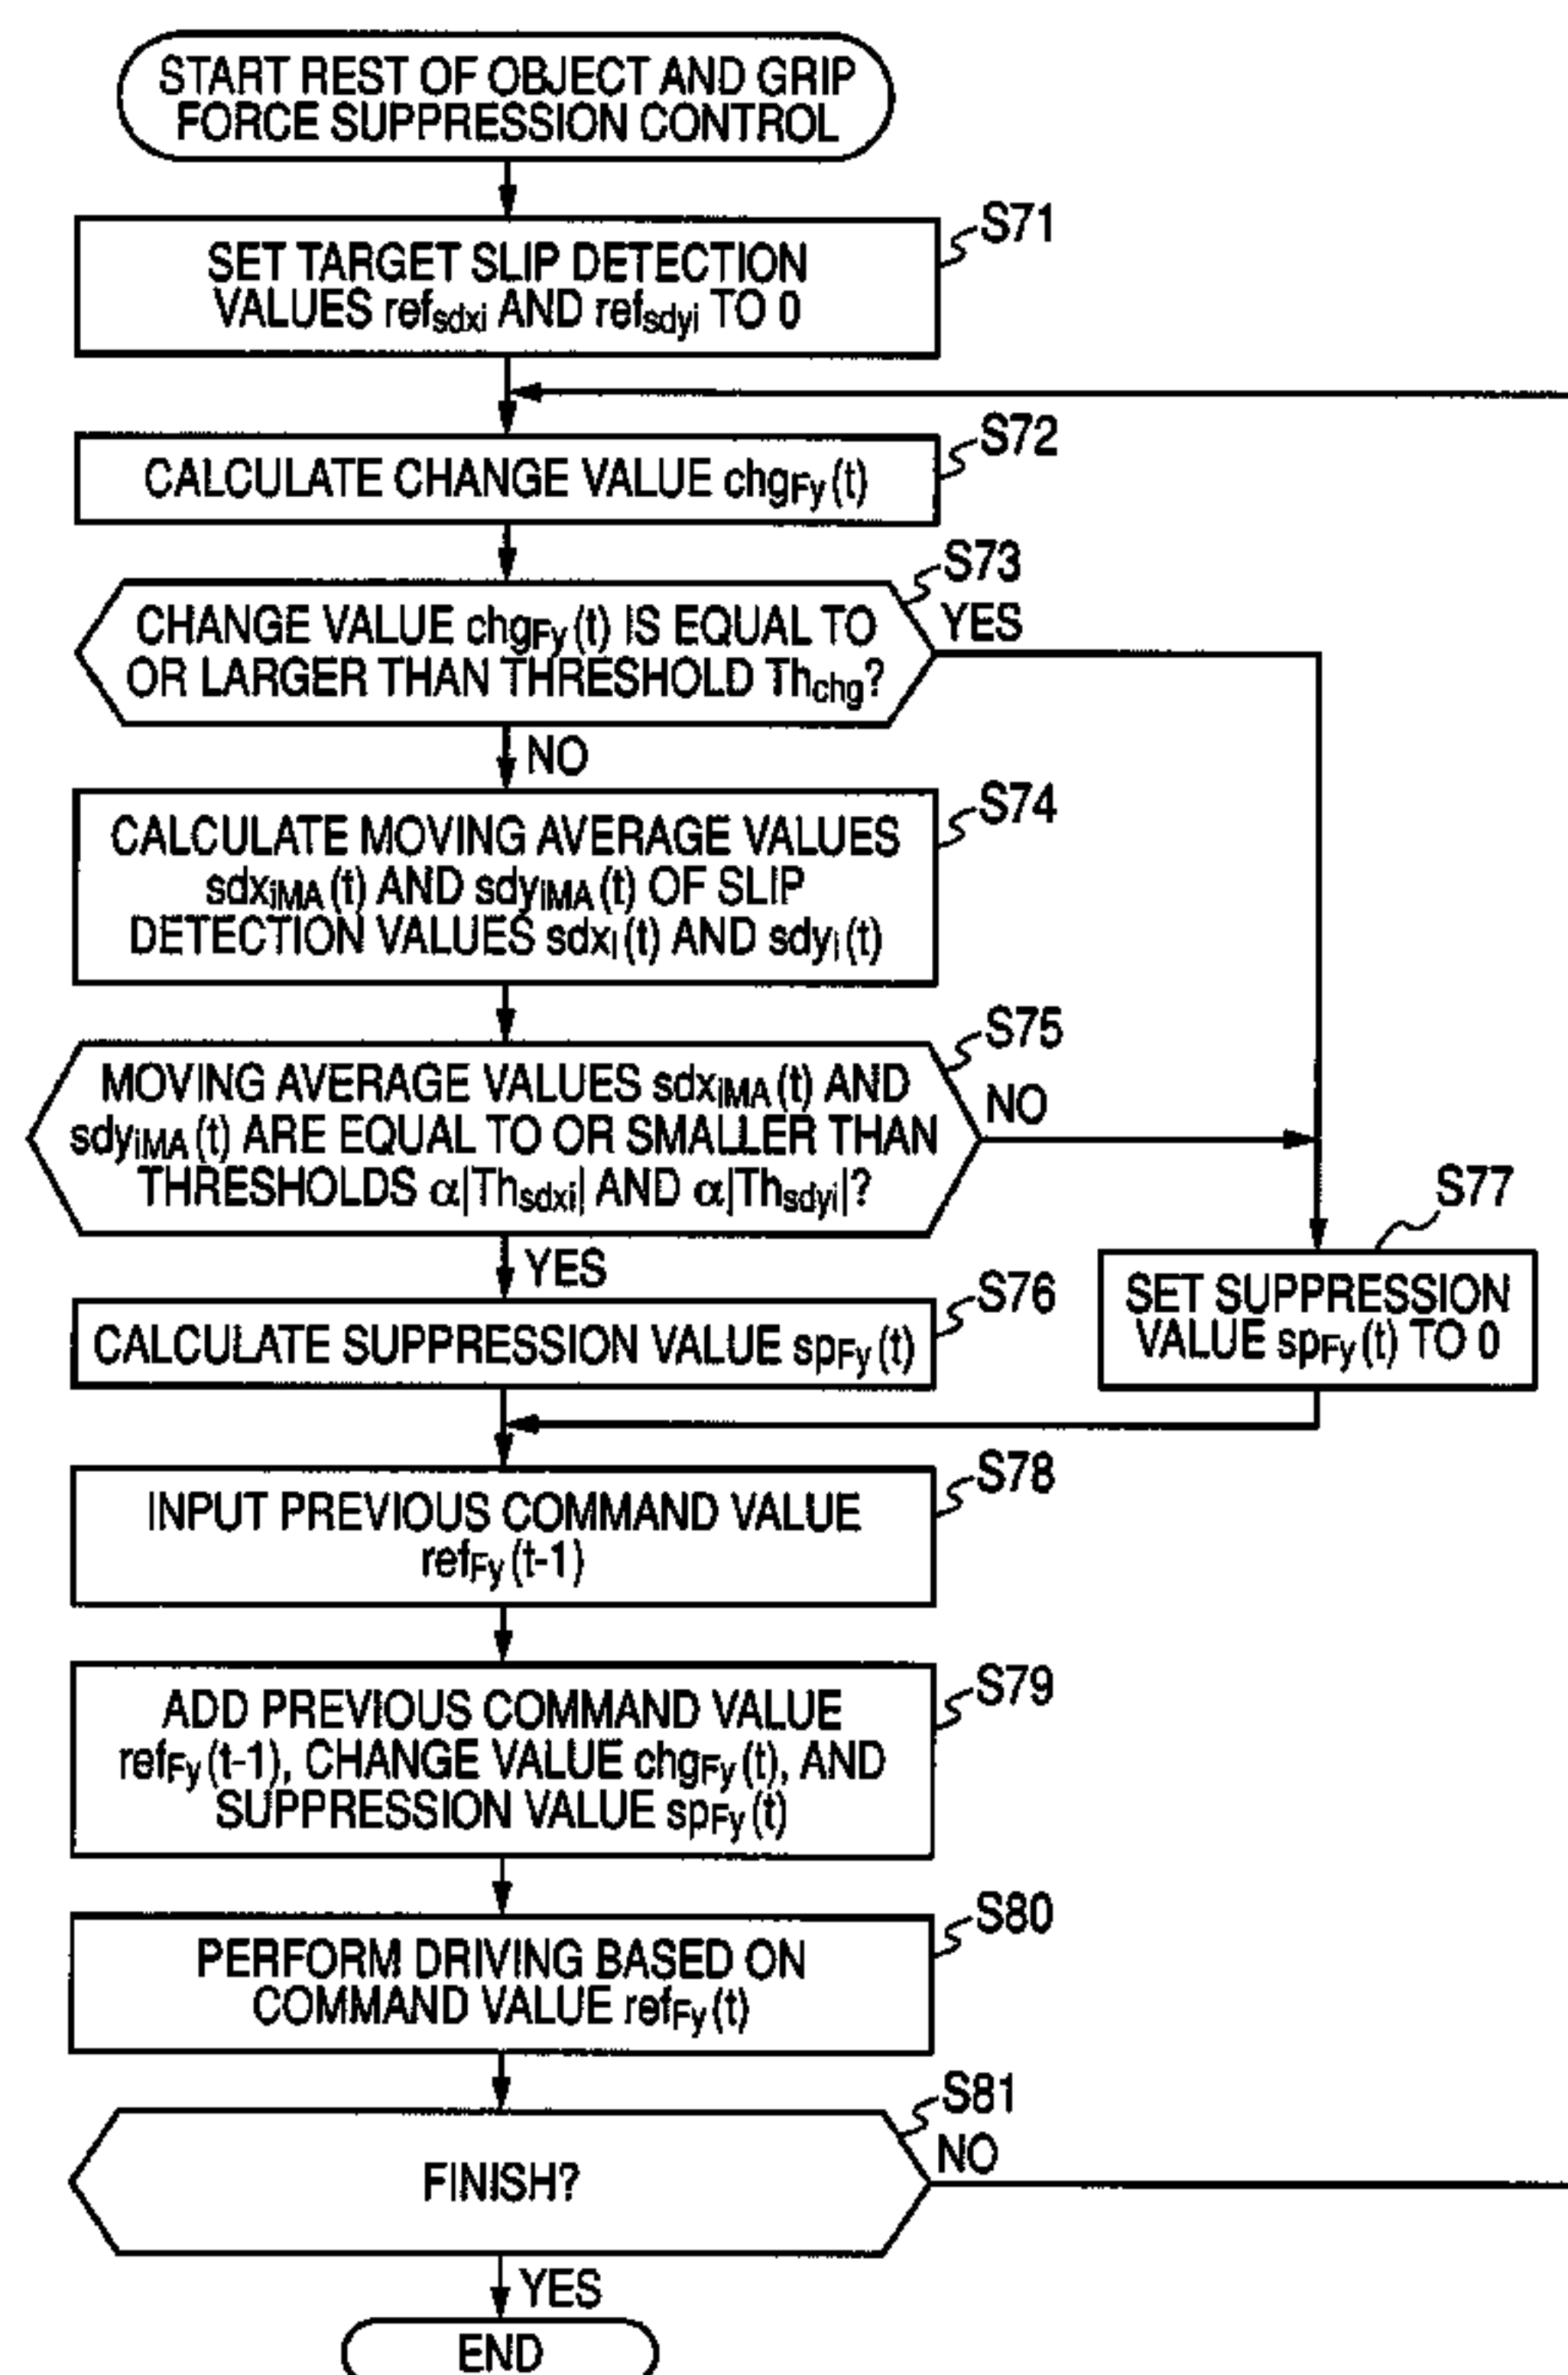 START REST OF OBJECT AND GRIP
FORCE SUPPRESSION CONTROL
S71
SET TARGET SLIP DETECTION
VALUES refsdxi AND refsdyi TO 0
S72
CALCULATE CHANGE VALUE chgFy(t)
S73
CHANGE VALUE chgFy(t) IS EQUAL TO
OR LARGER THAN THRESHOLD Thchg?
YES
NO
S74
CALCULATE MOVING AVERAGE VALUES
sdxiMA(t) AND sdyiMA(t) OF SLIP
DETECTION VALUES sdxi(t) AND sdyi(t)
S75
MOVING AVERAGE VALUES sdxiMA(t) AND
sdyiMA(t) ARE EQUAL TO OR SMALLER THAN
THRESHOLDS α|Thsdxi| AND α|Thsdyi|?
NO
YES
S76
CALCULATE SUPPRESSION VALUE spFy(t)
S77
SET SUPPRESSION
VALUE spFy(t) TO 0
S78
INPUT PREVIOUS COMMAND VALUE
refFy(t-1)
S79
ADD PREVIOUS COMMAND VALUE
refFy(t-1), CHANGE VALUE chgFy(t), AND
SUPPRESSION VALUE spFy(t)
S80
PERFORM DRIVING BASED ON
COMMAND VALUE refFy(t)
S81
FINISH?
NO
YES
END